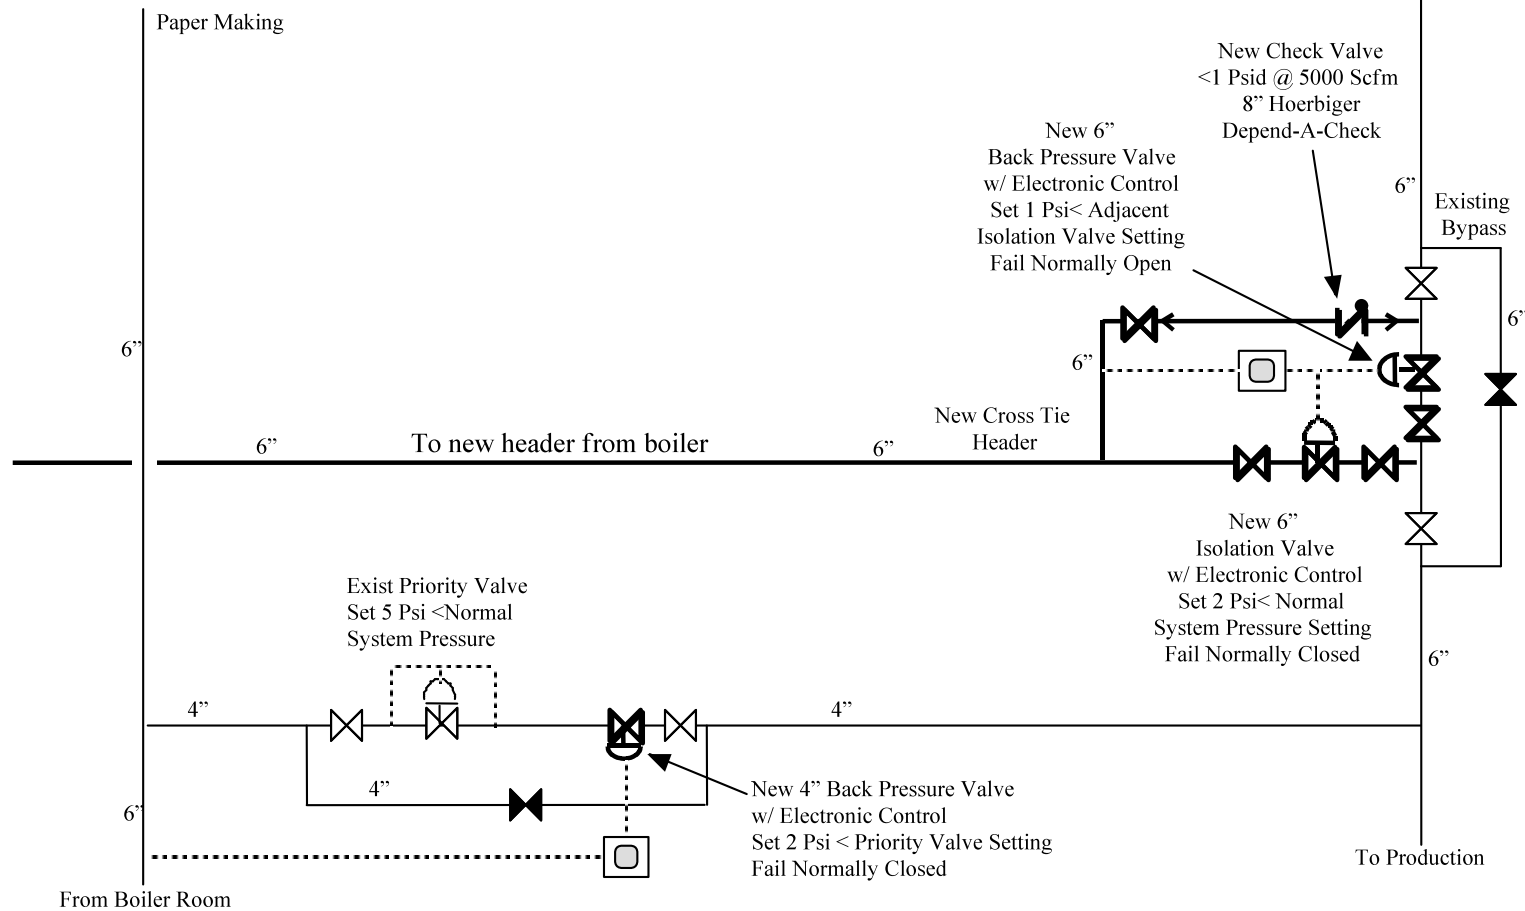 Paper Making
New Check Valve
<1 Psid @ 5000 Scfm
8” Hoerbiger
Depend-A-Check
New 6”
Back Pressure Valve
w/ Electronic Control
Set 1 Psi< Adjacent
Isolation Valve Setting
Fail Normally Open
6”
Existing
Bypass
6”
6”
6”
New Cross Tie
Header
6”
To new header from boiler
6”
New 6”
Isolation Valve
w/ Electronic Control
Set 2 Psi< Normal
System Pressure Setting
Fail Normally Closed
6”
Exist Priority Valve
Set 5 Psi <Normal
System Pressure
4”
4”
4”
6”
New 4” Back Pressure Valve
w/ Electronic Control
Set 2 Psi < Priority Valve Setting
Fail Normally Closed
To Production
From Boiler Room